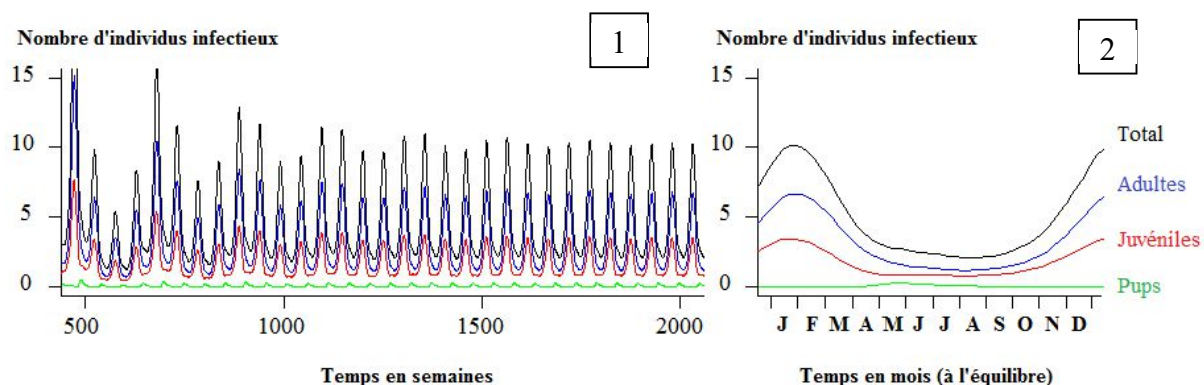 Nombre d'individus infectieux
1
15
10
5
0
500
1000
1500
2000
Temps en semaines
Nombre d'individus infectieux
2
15
10
5
0
Total
Adultes
Juvéniles
Pups
J F M A M J J A S O N D
Temps en mois (à l'équilibre)